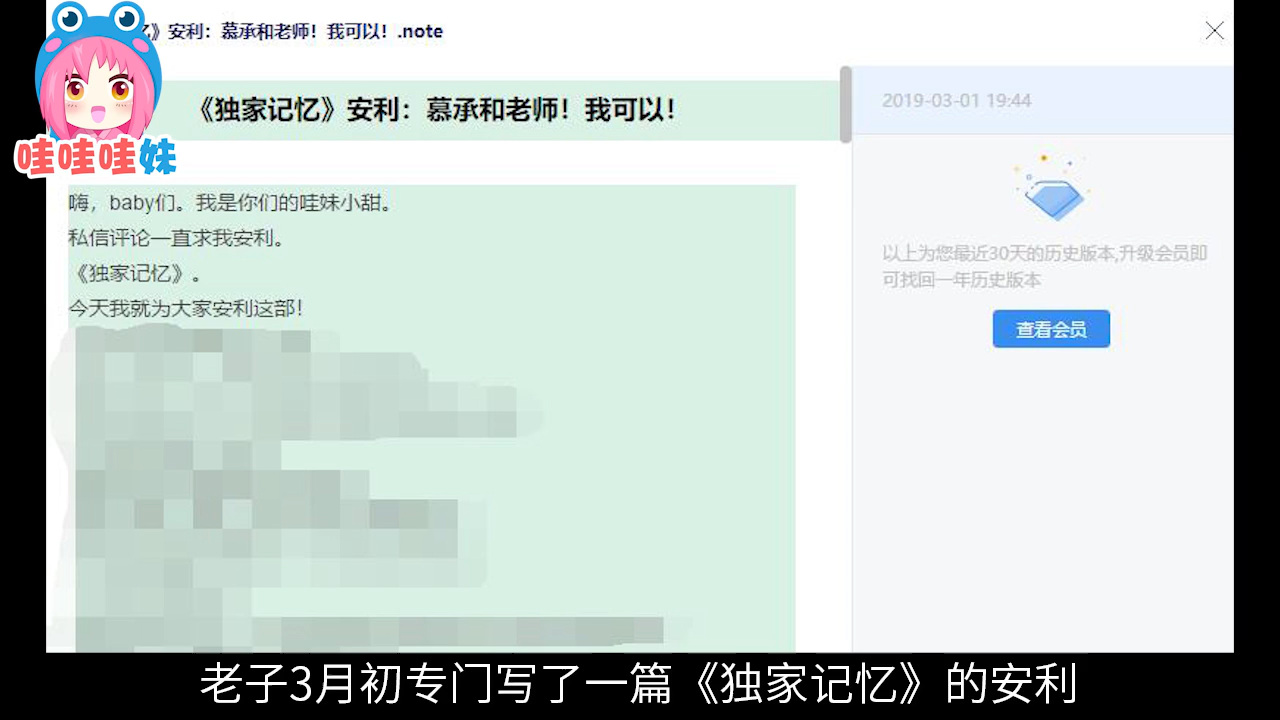 忆》安利：慕承和老师！我可以！.note
哇哇哇妹
《独家记忆》安利：慕承和老师！我可以！
2019-03-01 19:44
嗨，baby们。我是你们的哇妹小甜。
私信评论一直求我安利。
《独家记忆》。
今天我就为大家安利这部！
以上为您最近30天的历史版本,升级会员即
可找回一年历史版本
查看会员
老子3月初专门写了一篇《独家记忆》的安利